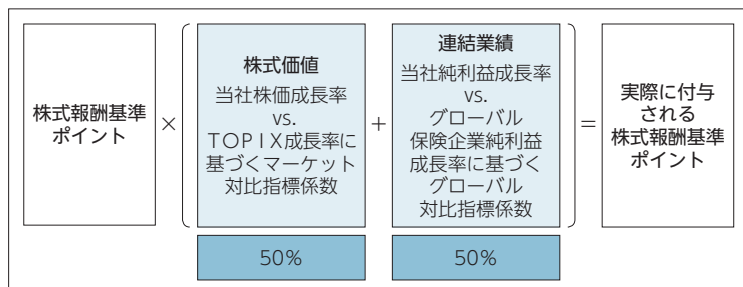 株式報酬基準
ポイント
×
株式価値
当社株価成長率
vs.
TOPIX成長率に
基づくマーケット
対比指標係数
50%
+
連結業績
当社純利益成長率
vs.
グローバル
保険企業純利益
成長率に基づく
グローバル
対比指標係数
50%
=
実際に付与
される
株式報酬基準
ポイント